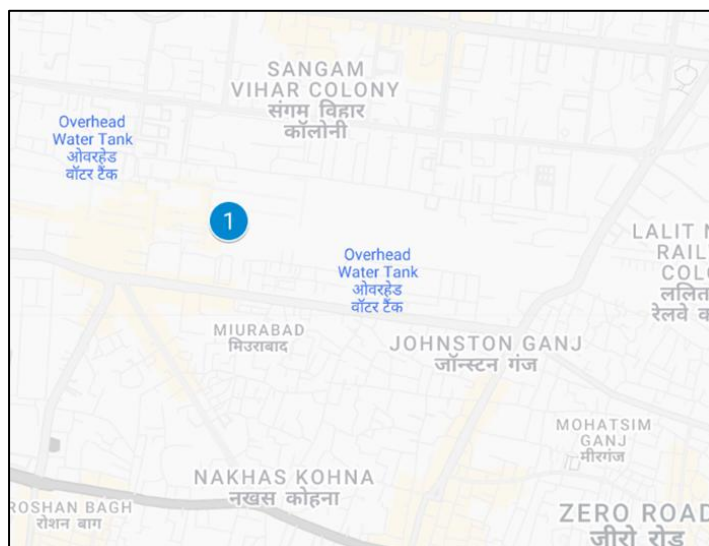 SANGAM
VIHAR COLONY
संगम विहार
कॉलोनी
Overhead
Water Tank
ओवरहेड
वॉटर टैंक
1
LALIT N
RAIL
COL
ललित
रेलवे क
Overhead
Water Tank
ओवरहेड
वॉटर टैंक
MIURABAD
मिउराबाद
JOHNSTON GANJ
जॉन्स्टन गंज
MOHATSIM
GANJ
मीरगंज
NAKHAS KOHNA
नखस कोहना
ROSHAN BAGH
रोशन बाग
ZERO ROAD
जीरो रोड